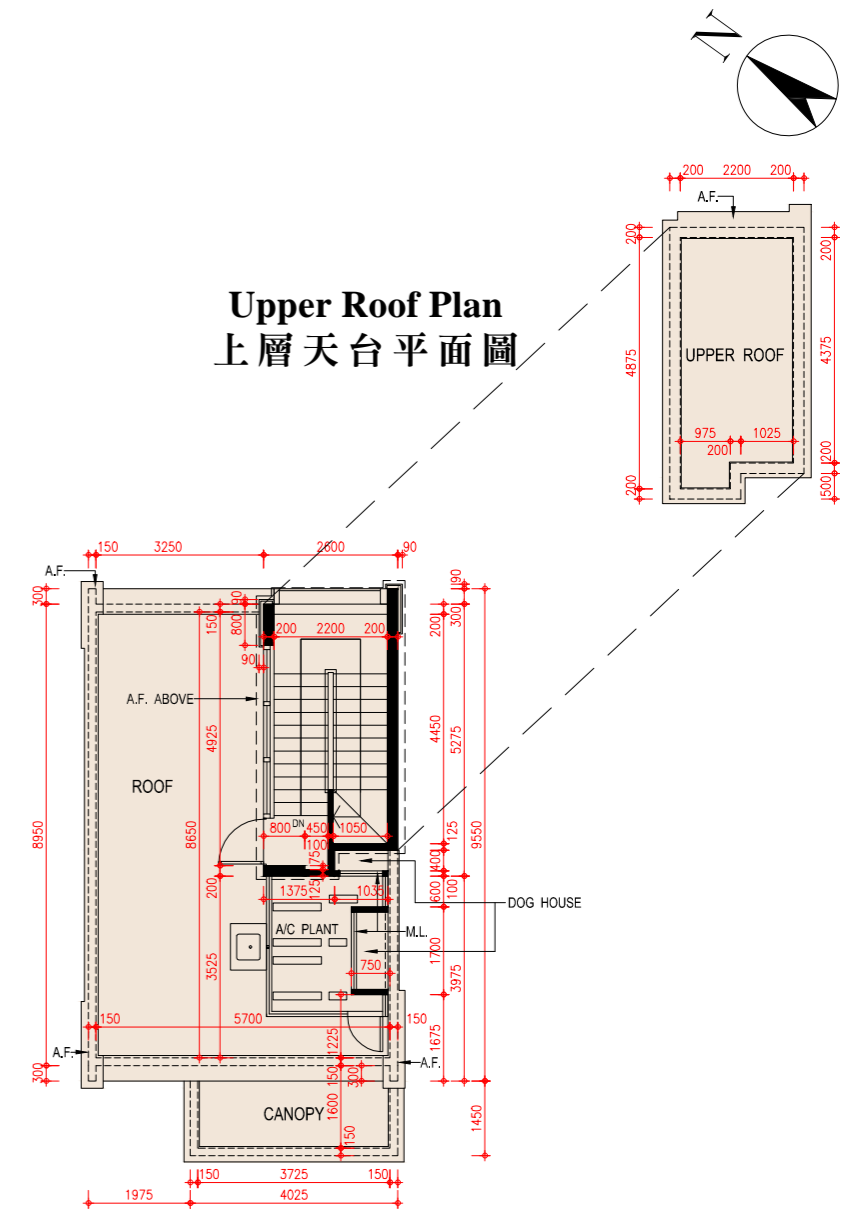 N
200 2200 200
A.F.
200
200
4875
UPPER ROOF
4375
975 1025
200
200
200
500
Upper Roof Plan
上層天台平面圖
150 3250 2600 90
A.F.
300
90
150
800
90
300
200
200 2200 200
90
A.F. ABOVE
4925
4450
5275
ROOF
8950
8650
9550
DN
800 450 1050
100
125
75
400
200
125
600
100
1375 1035
DOG HOUSE
A/C PLANT
M.L.
3525
750
1700
3975
150 5700 150
1675
1225
A.F.
A.F.
300
150
300
1600
CANOPY
1450
150
150 3725 150
1975 4025